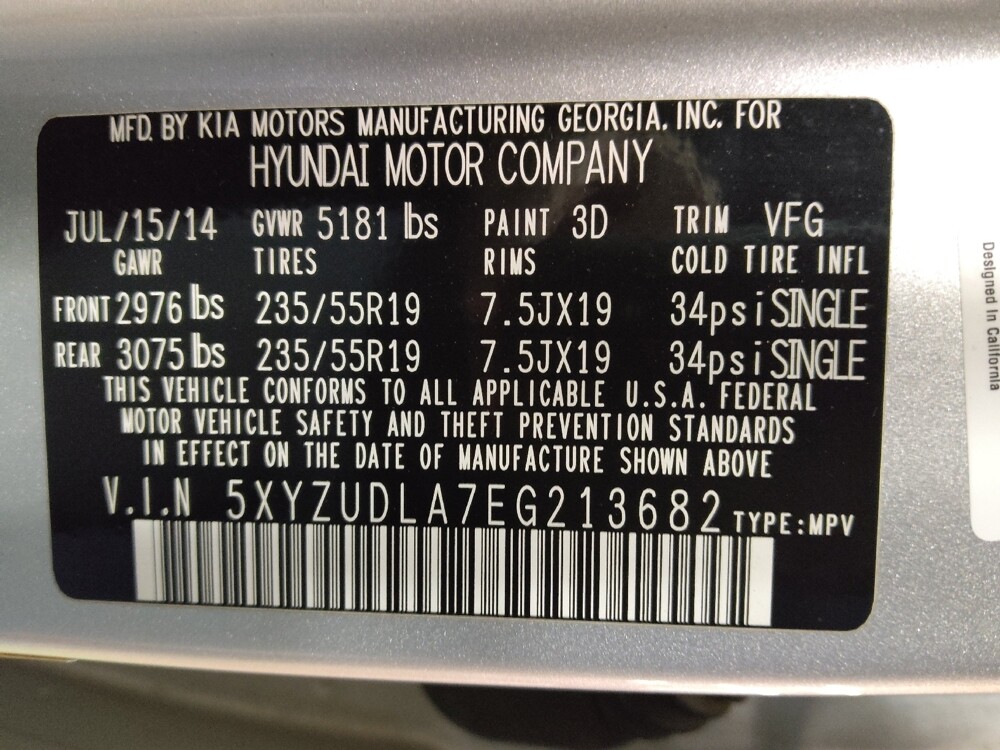 MFD. BY KIA MOTORS MANUFACTURING GEORGIA, INC. FOR
HYUNDAI MOTOR COMPANY
JUL/15/14 GVWR 5181 lbs PAINT 3D TRIM VFG
GAWR TIRES RIMS COLD TIRE INFL
FRONT 2976 lbs 235/55R19 7.5JX19 34psi SINGLE
REAR 3075 lbs 235/55R19 7.5JX19 34psi SINGLE
THIS VEHICLE CONFORMS TO ALL APPLICABLE U.S.A. FEDERAL
MOTOR VEHICLE SAFETY AND THEFT PREVENTION STANDARDS
IN EFFECT ON THE DATE OF MANUFACTURE SHOWN ABOVE
V.I.N 5XYZUDLA7EG213682 TYPE:MPV
Designed In California